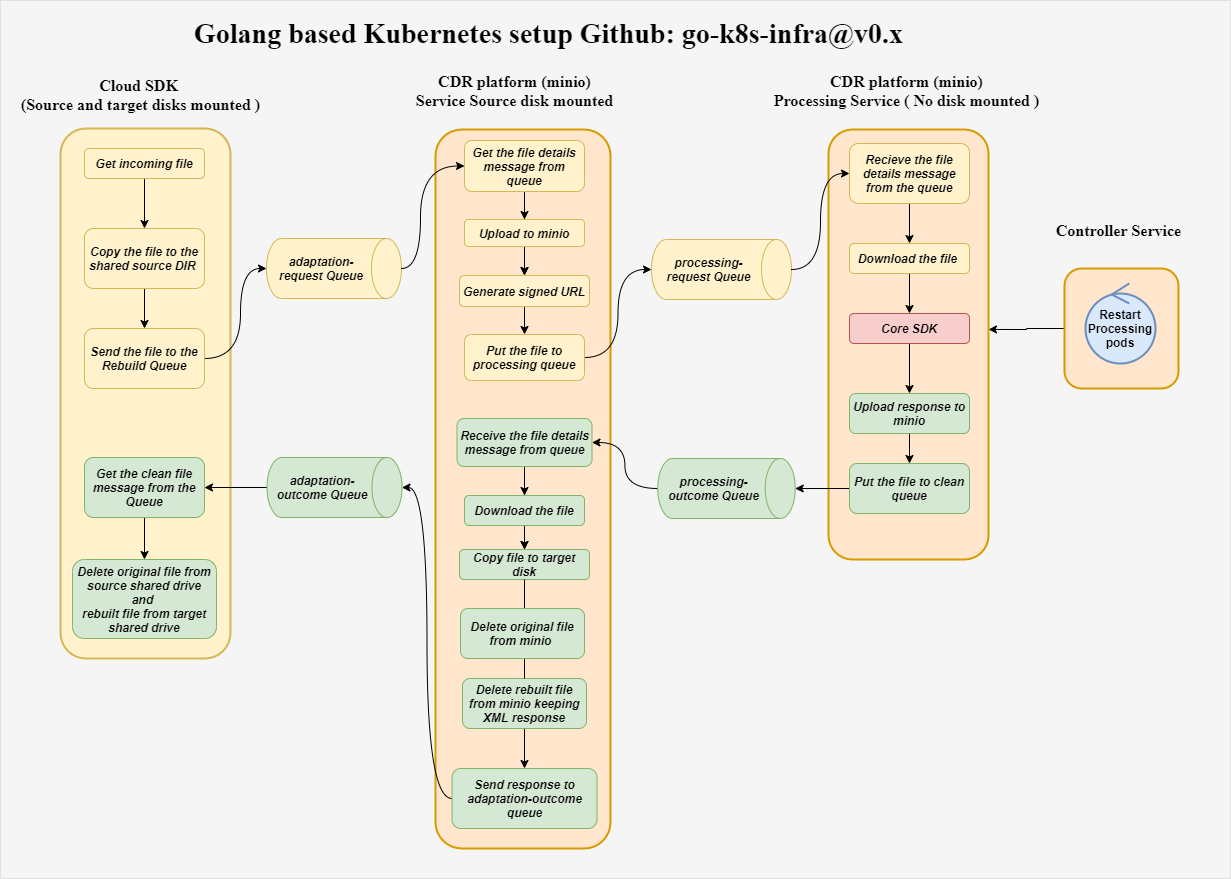 Golang based Kubernetes setup Github: go-k8s-infra@v0.x
Cloud SDK
(Source and target disks mounted )
Get incoming file
Copy the file to the
shared source DIR
Send the file to the
Rebuild Queue
Get the clean file
message from the
Queue
Delete original file from
source shared drive
and
rebuilt file from target
shared drive
adaptation-
request Queue
adaptation-
outcome Queue
CDR platform (minio)
Service Source disk mounted
Get the file details
message from
queue
Upload to minio
Generate signed URL
Put the file to
processing queue
Receive the file details
message from queue
Download the file
Copy file to target
disk
Delete original file
from minio
Delete rebuilt file
from minio keeping
XML response
Send response to
adaptation-outcome
queue
processing-
request Queue
processing-
outcome Queue
CDR platform (minio)
Processing Service ( No disk mounted )
Recieve the file
details message
from the queue
Download the file
Core SDK
Upload response to
minio
Put the file to clean
queue
Controller Service
Restart
Processing
pods